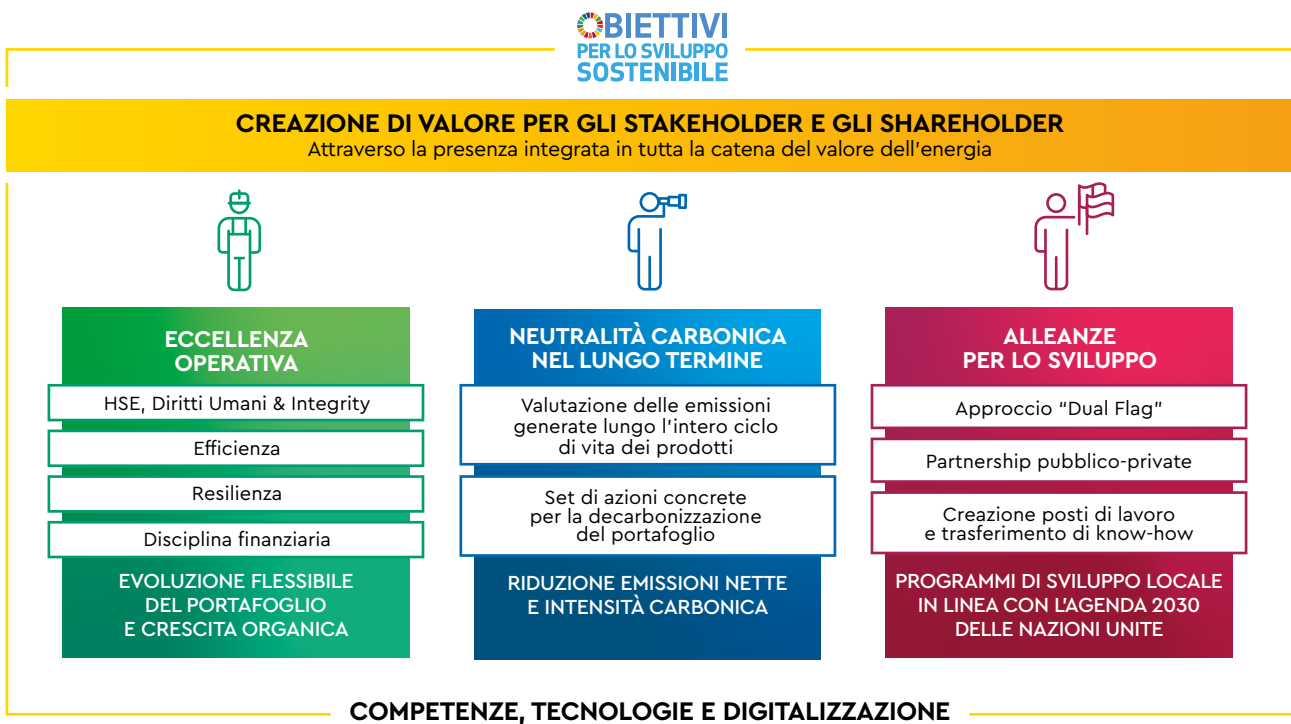 OBIETTIVI
PER LO SVILUPPO
SOSTENIBILE
CREAZIONE DI VALORE PER GLI STAKEHOLDER E GLI SHAREHOLDER
Attraverso la presenza integrata in tutta la catena del valore dell'energia
ECCELLENZA
OPERATIVA
HSE, Diritti Umani & Integrity
Efficienza
Resilienza
Disciplina finanziaria
EVOLUZIONE FLESSIBILE
DEL PORTAFOGLIO
E CRESCITA ORGANICA
NEUTRALITÀ CARBONICA
NEL LUNGO TERMINE
Valutazione delle emissioni
generate lungo l'intero ciclo
di vita dei prodotti
Set di azioni concrete
per la decarbonizzazione
del portafoglio
RIDUZIONE EMISSIONI NETTE
E INTENSITÀ CARBONICA
ALLEANZE
PER LO SVILUPPO
Approccio "Dual Flag"
Partnership pubblico-private
Creazione posti di lavoro
e trasferimento di know-how
PROGRAMMI DI SVILUPPO LOCALE
IN LINEA CON L'AGENDA 2030
DELLE NAZIONI UNITE
COMPETENZE, TECNOLOGIE E DIGITALIZZAZIONE